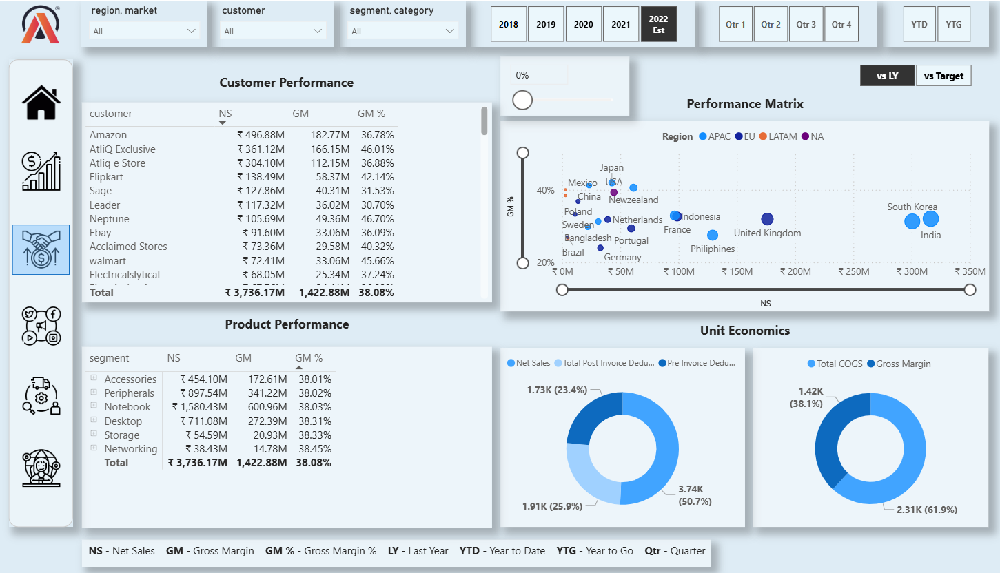 region, market
All
customer
All
segment, category
All
2018
2019
2020
2021
2022
Est
Qtr 1
Qtr 2
Qtr 3
Qtr 4
YTD
YTG
Customer Performance
customer NS GM GM %
Amazon ₹ 496.88M 182.77M 36.78%
AtliQ Exclusive ₹ 361.12M 166.15M 46.01%
Atliq e Store ₹ 304.10M 112.15M 36.88%
Flipkart ₹ 138.49M 58.37M 42.14%
Sage ₹ 127.86M 40.31M 31.53%
Leader ₹ 117.32M 36.02M 30.70%
Neptune ₹ 105.69M 49.36M 46.70%
Ebay ₹ 91.60M 33.06M 36.09%
Acclaimed Stores ₹ 73.36M 29.58M 40.32%
walmart ₹ 72.41M 33.06M 45.66%
Electricalslytical ₹ 68.05M 25.34M 37.24%
Total ₹ 3,736.17M 1,422.88M 38.08%
0%
vs LY
vs Target
Performance Matrix
Region APAC EU LATAM NA
GM %
40%
20%
Japan
Mexico
USA
China
Newzealand
Poland
Sweden
Netherlands
Bangladesh
Portugal
Brazil
Germany
Indonesia
France
Philiphines
United Kingdom
South Korea
India
₹ 0M ₹ 50M ₹ 100M ₹ 150M ₹ 200M ₹ 250M ₹ 300M ₹ 350M
NS
Product Performance
segment NS GM GM %
Accessories ₹ 454.10M 172.61M 38.01%
Peripherals ₹ 897.54M 341.22M 38.02%
Notebook ₹ 1,580.43M 600.96M 38.03%
Desktop ₹ 711.08M 272.39M 38.31%
Storage ₹ 54.59M 20.93M 38.33%
Networking ₹ 38.43M 14.78M 38.45%
Total ₹ 3,736.17M 1,422.88M 38.08%
Unit Economics
Net Sales Total Post Invoice Dedu... Pre Invoice Dedu...
1.73K (23.4%)
1.91K (25.9%)
3.74K
(50.7%)
Total COGS Gross Margin
1.42K
(38.1%)
2.31K (61.9%)
NS - Net Sales GM - Gross Margin GM % - Gross Margin % LY - Last Year YTD - Year to Date YTG - Year to Go Qtr - Quarter